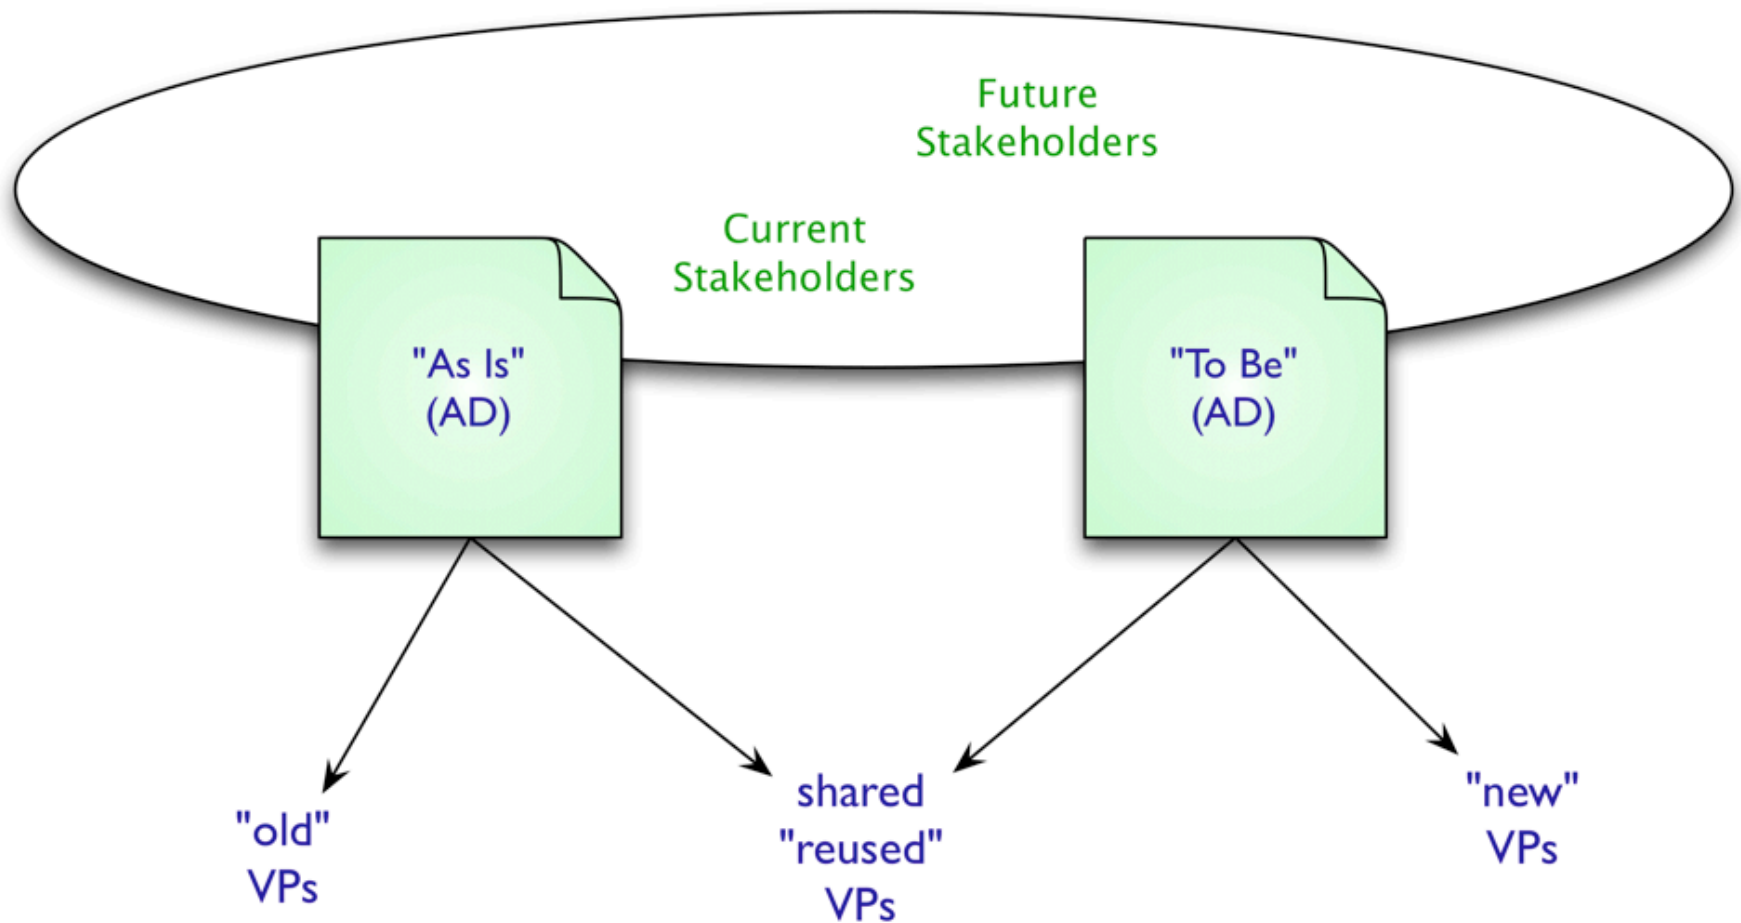 Future
Stakeholders
Current
Stakeholders
"As Is"
(AD)
"To Be"
(AD)
"old"
VPs
shared
"reused"
VPs
"new"
VPs